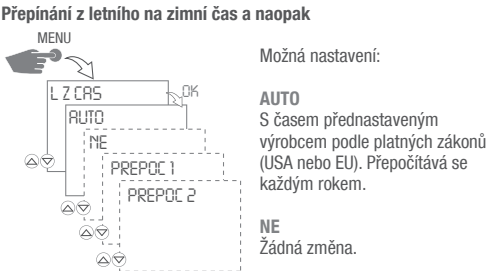 Přepínání z letního na zimní čas a naopak
MENU
L Z CAS
OK
AUTO
NE
PREPOC 1
PREPOC 2
Možná nastavení:
AUTO
S časem přednastaveným
výrobcem podle platných zákonů
(USA nebo EU). Přepočítává se
každým rokem.
NE
Žádná změna.